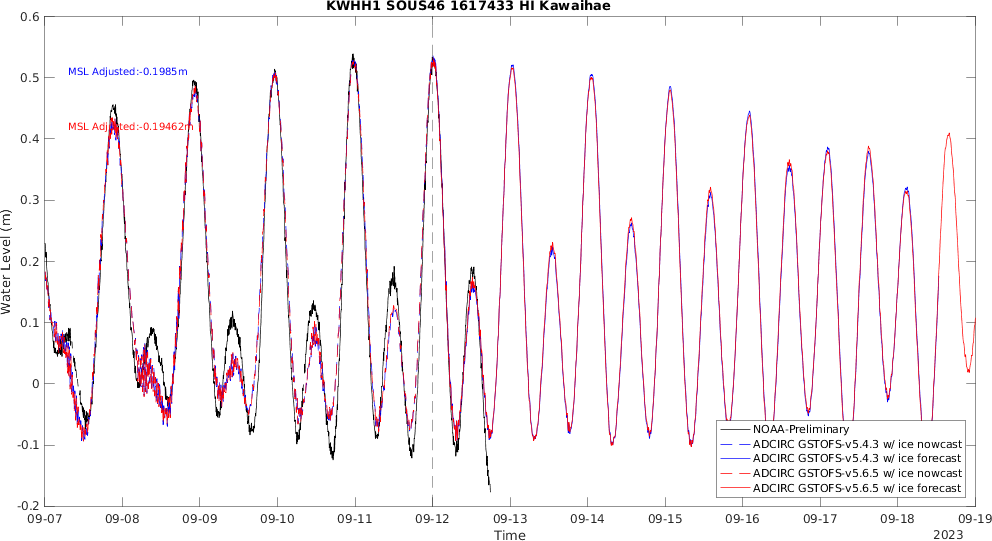 KWHH1 SOUS46 1617433 HI Kawaihae
0.6
0.5
0.4
0.3
0.2
0.1
0
-0.1
-0.2
Water Level (m)
MSL Adjusted:-0.1985m
MSL Adjusted:-0.19462m
NOAA-Preliminary
ADCIRC GSTOFS-v5.4.3 w/ ice nowcast
ADCIRC GSTOFS-v5.4.3 w/ ice forecast
ADCIRC GSTOFS-v5.6.5 w/ ice nowcast
ADCIRC GSTOFS-v5.6.5 w/ ice forecast
09-07 09-08 09-09 09-10 09-11 09-12 09-13 09-14 09-15 09-16 09-17 09-18 09-19
Time
2023